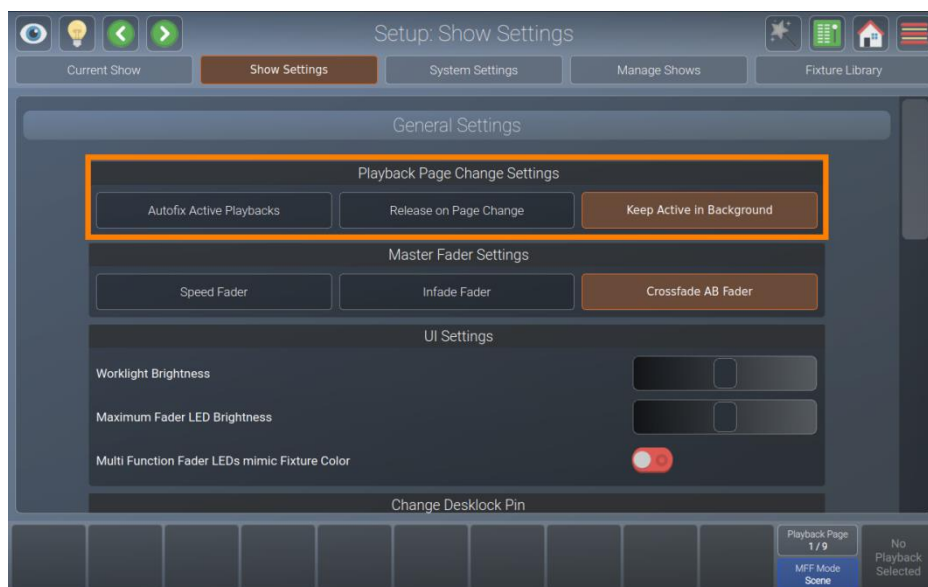 Setup: Show Settings
Current Show
Show Settings
System Settings
Manage Shows
Fixture Library
General Settings
Playback Page Change Settings
Autofix Active Playbacks
Release on Page Change
Keep Active in Background
Master Fader Settings
Speed Fader
Infade Fader
Crossfade AB Fader
UI Settings
Worklight Brightness
Maximum Fader LED Brightness
Multi Function Fader LEDs mimic Fixture Color
Change Desklock Pin
Playback Page
1 / 9
MFF Mode
Scene
No
Playback
Selected